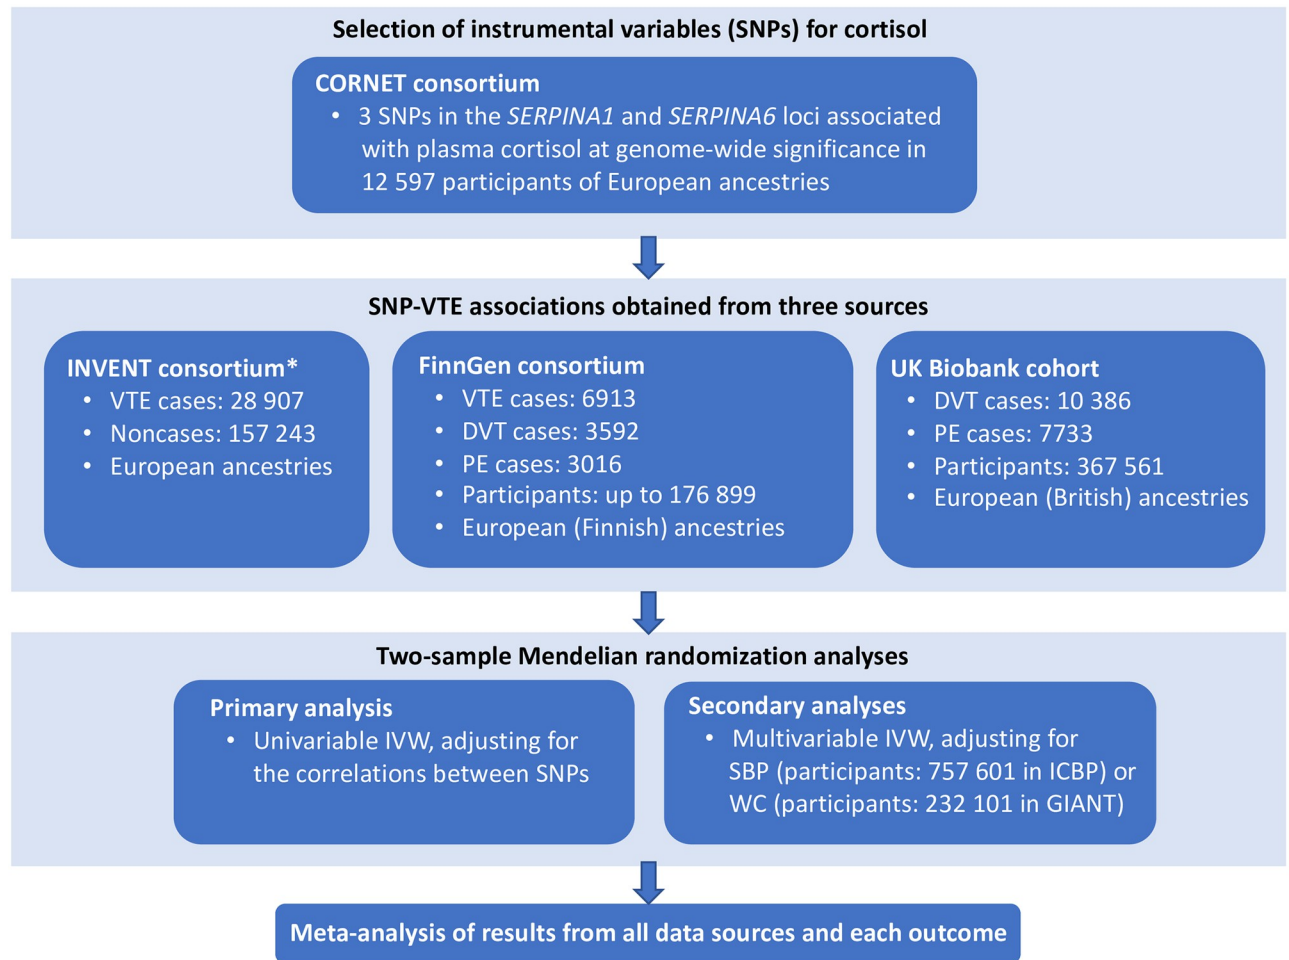 Selection of instrumental variables (SNPs) for cortisol
CORNET consortium
• 3 SNPs in the SERPINA1 and SERPINA6 loci associated
with plasma cortisol at genome-wide significance in
12 597 participants of European ancestries
SNP-VTE associations obtained from three sources
INVENT consortium*
• VTE cases: 28 907
• Noncases: 157 243
• European ancestries
FinnGen consortium
• VTE cases: 6913
• DVT cases: 3592
• PE cases: 3016
• Participants: up to 176 899
• European (Finnish) ancestries
UK Biobank cohort
• DVT cases: 10 386
• PE cases: 7733
• Participants: 367 561
• European (British) ancestries
Two-sample Mendelian randomization analyses
Primary analysis
• Univariable IVW, adjusting for
the correlations between SNPs
Secondary analyses
• Multivariable IVW, adjusting for
SBP (participants: 757 601 in ICBP) or
WC (participants: 232 101 in GIANT)
Meta-analysis of results from all data sources and each outcome